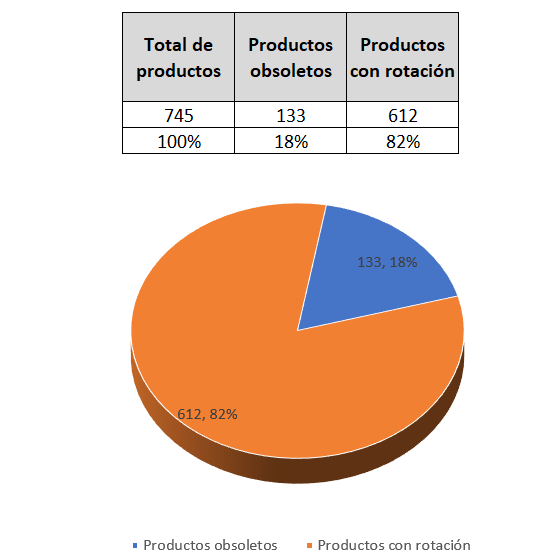 Total de productos Productos obsoletos Productos con rotación
745 133 612
100% 18% 82%
133, 18%
612, 82%
Productos obsoletos Productos con rotación